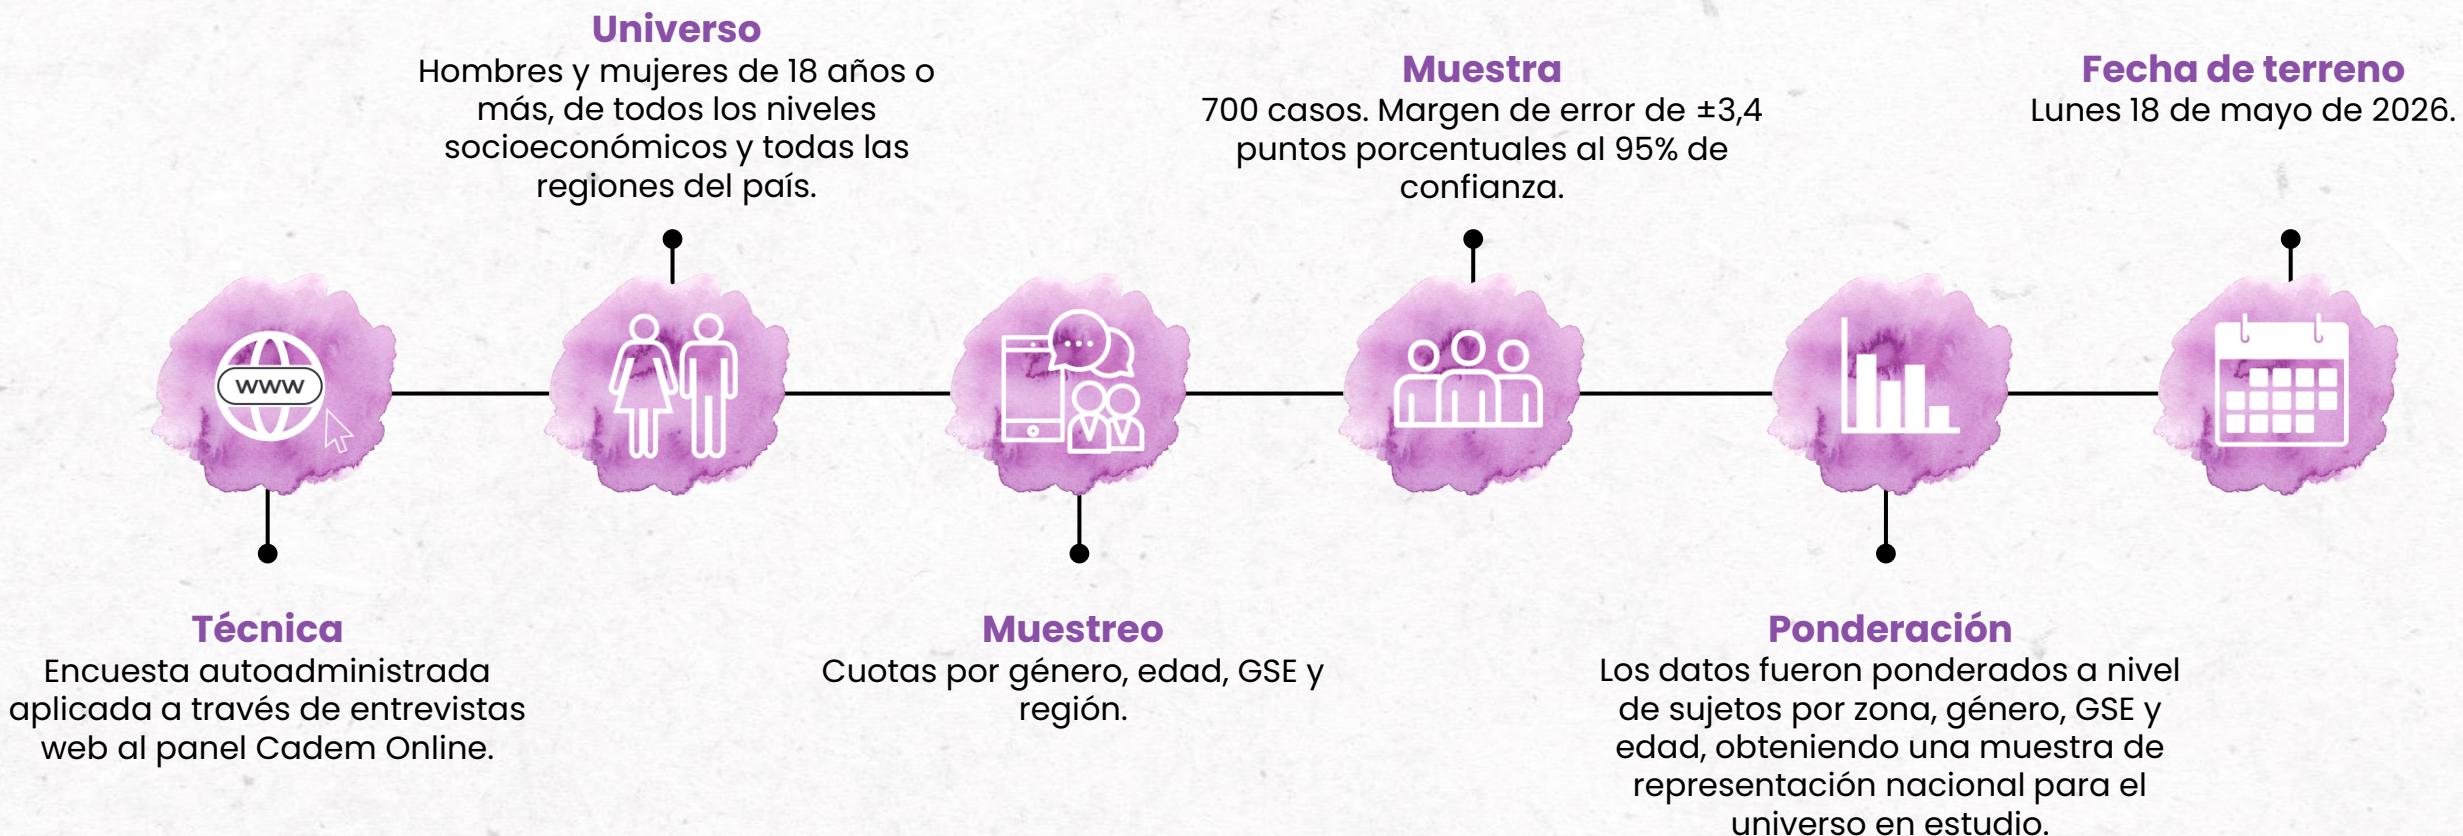 Universo
Hombres y mujeres de 18 años o
más, de todos los niveles
socioeconómicos y todas las
regiones del país.
Muestra
700 casos. Margen de error de ±3,4
puntos porcentuales al 95% de
confianza.
Fecha de terreno
Lunes 18 de mayo de 2026.
www
Técnica
Encuesta autoadministrada
aplicada a través de entrevistas
web al panel Cadem Online.
Muestreo
Cuotas por género, edad, GSE y
región.
Ponderación
Los datos fueron ponderados a nivel
de sujetos por zona, género, GSE y
edad, obteniendo una muestra de
representación nacional para el
universo en estudio.